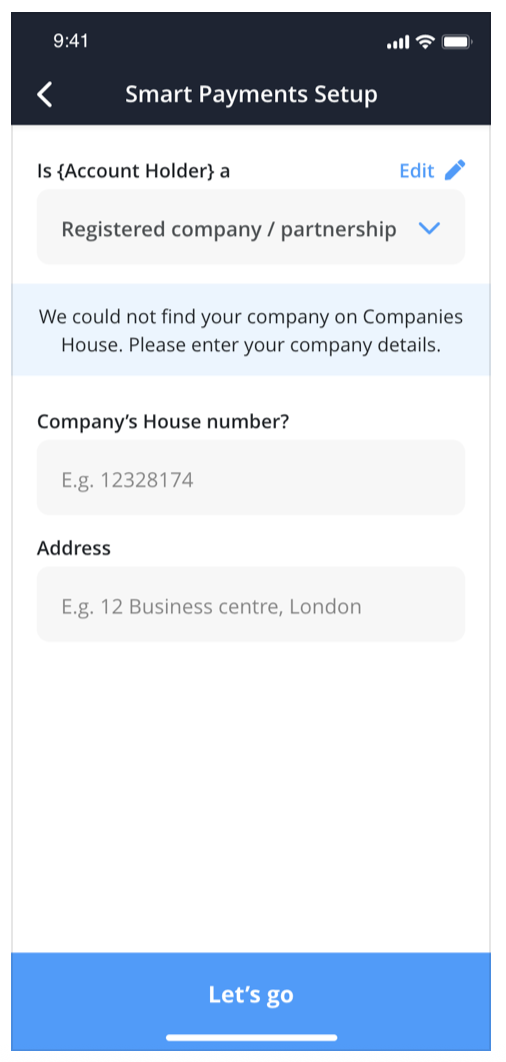 9:41
Smart Payments Setup
Is {Account Holder} a
Edit
Registered company / partnership
We could not find your company on Companies
House. Please enter your company details.
Company’s House number?
E.g. 12328174
Address
E.g. 12 Business centre, London
Let’s go